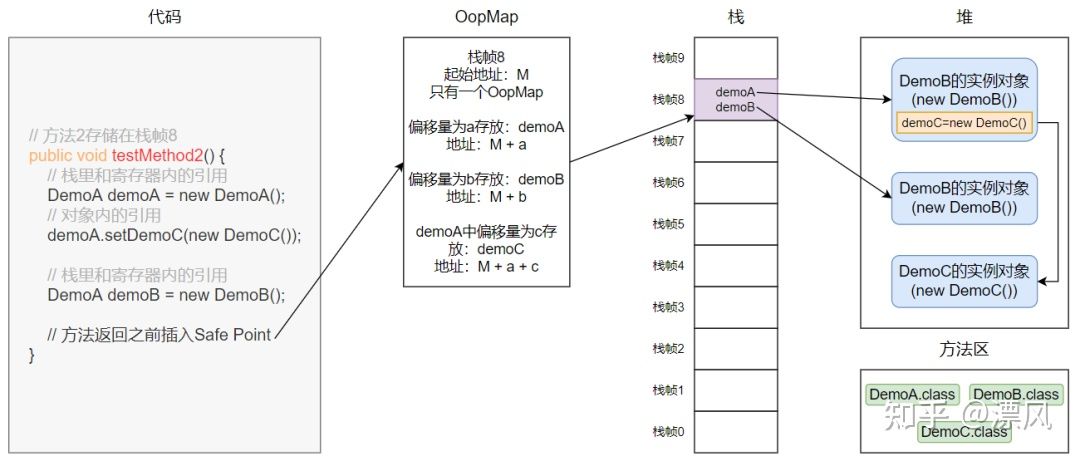 代码
// 方法2存储在栈帧8
public void testMethod2() {
// 栈里和寄存器内的引用
DemoA demoA = new DemoA();
// 对象内的引用
demoA.setDemoC(new DemoC());
// 栈里和寄存器内的引用
DemoA demoB = new DemoB();
// 方法返回之前插入Safe Point
}
OopMap
栈帧8
起始地址：M
只有一个OopMap
偏移量为a存放：demoA
地址：M + a
偏移量为b存放：demoB
地址：M + b
demoA中偏移量为c存
放：demoC
地址：M + a + c
栈
栈帧9
栈帧8
demoA
demoB
栈帧7
栈帧6
栈帧5
栈帧4
栈帧3
栈帧2
栈帧1
栈帧0
堆
DemoB的实例对象
(new DemoB())
demoC=new DemoC()
DemoB的实例对象
(new DemoB())
DemoC的实例对象
(new DemoC())
方法区
DemoA.class
DemoB.class
DemoC.class
知乎 @漂风